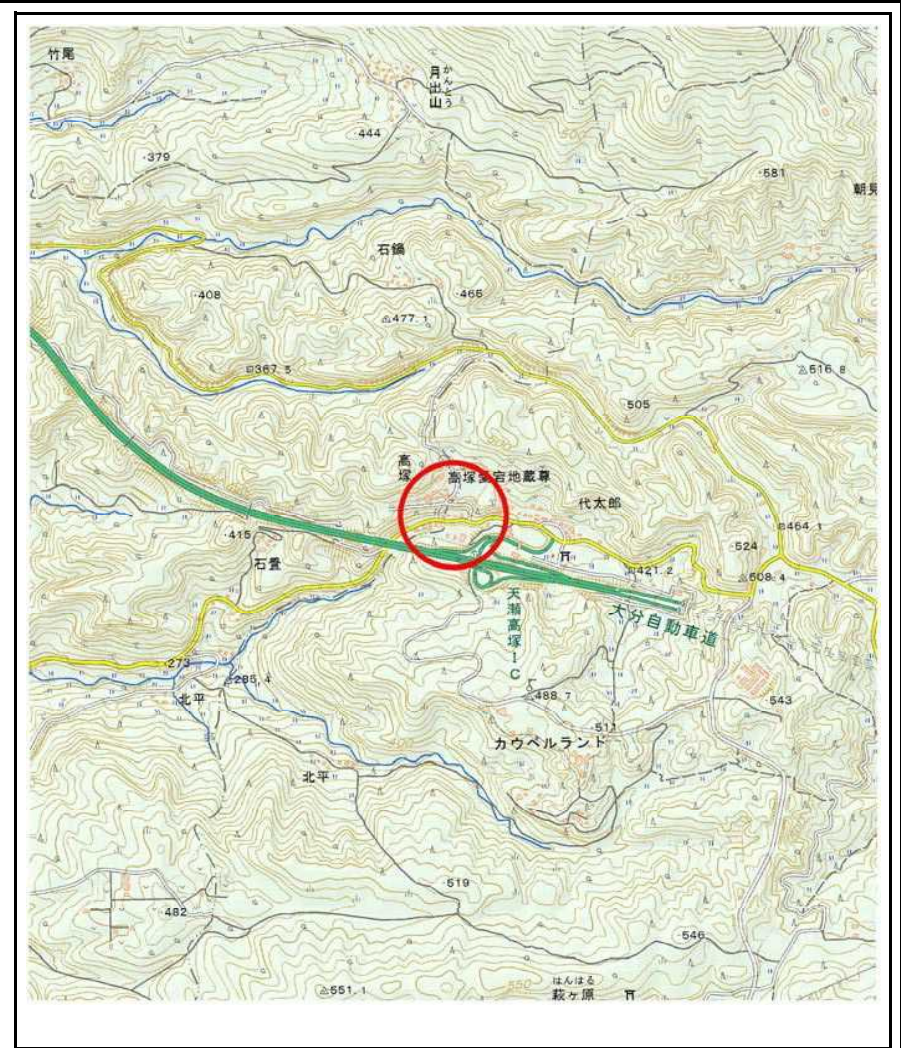 竹尾
月出山
かんとう
・444
・379
・581
石鍋
・408
・465
477.1
367.5
516.8
505
高塚
高塚愛宕地蔵尊
代太郎
464.1
・415
・524
石畳
421.2
608.4
天瀬高塚IC
大分自動車道
・273
285.4
北平
488.7
・511
543
カウベルランド
北平
・519
・482
・546
551.1
550
はんはる
萩ヶ原